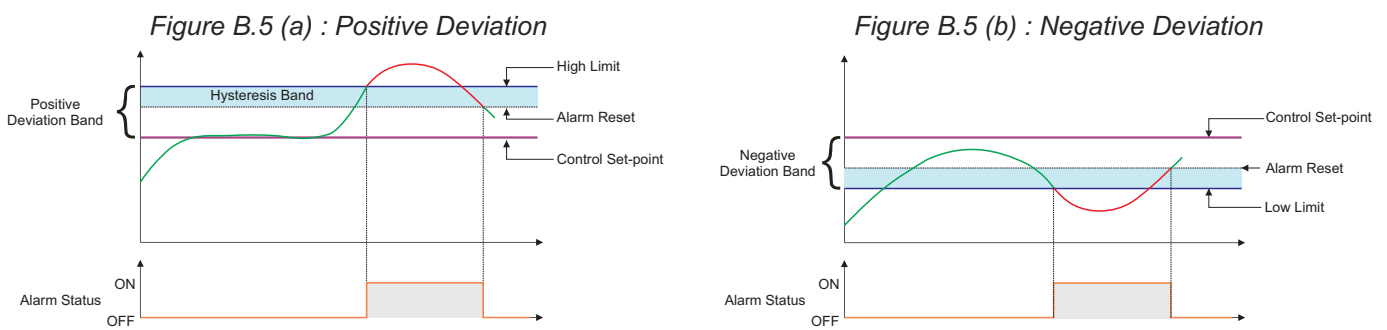 Figure B.5 (a) : Positive Deviation
High Limit
Hysteresis Band
Positive
Deviation Band
Alarm Reset
Control Set-point
ON
Alarm Status
OFF
Figure B.5 (b) : Negative Deviation
Control Set-point
Negative
Deviation Band
Alarm Reset
Low Limit
ON
Alarm Status
OFF